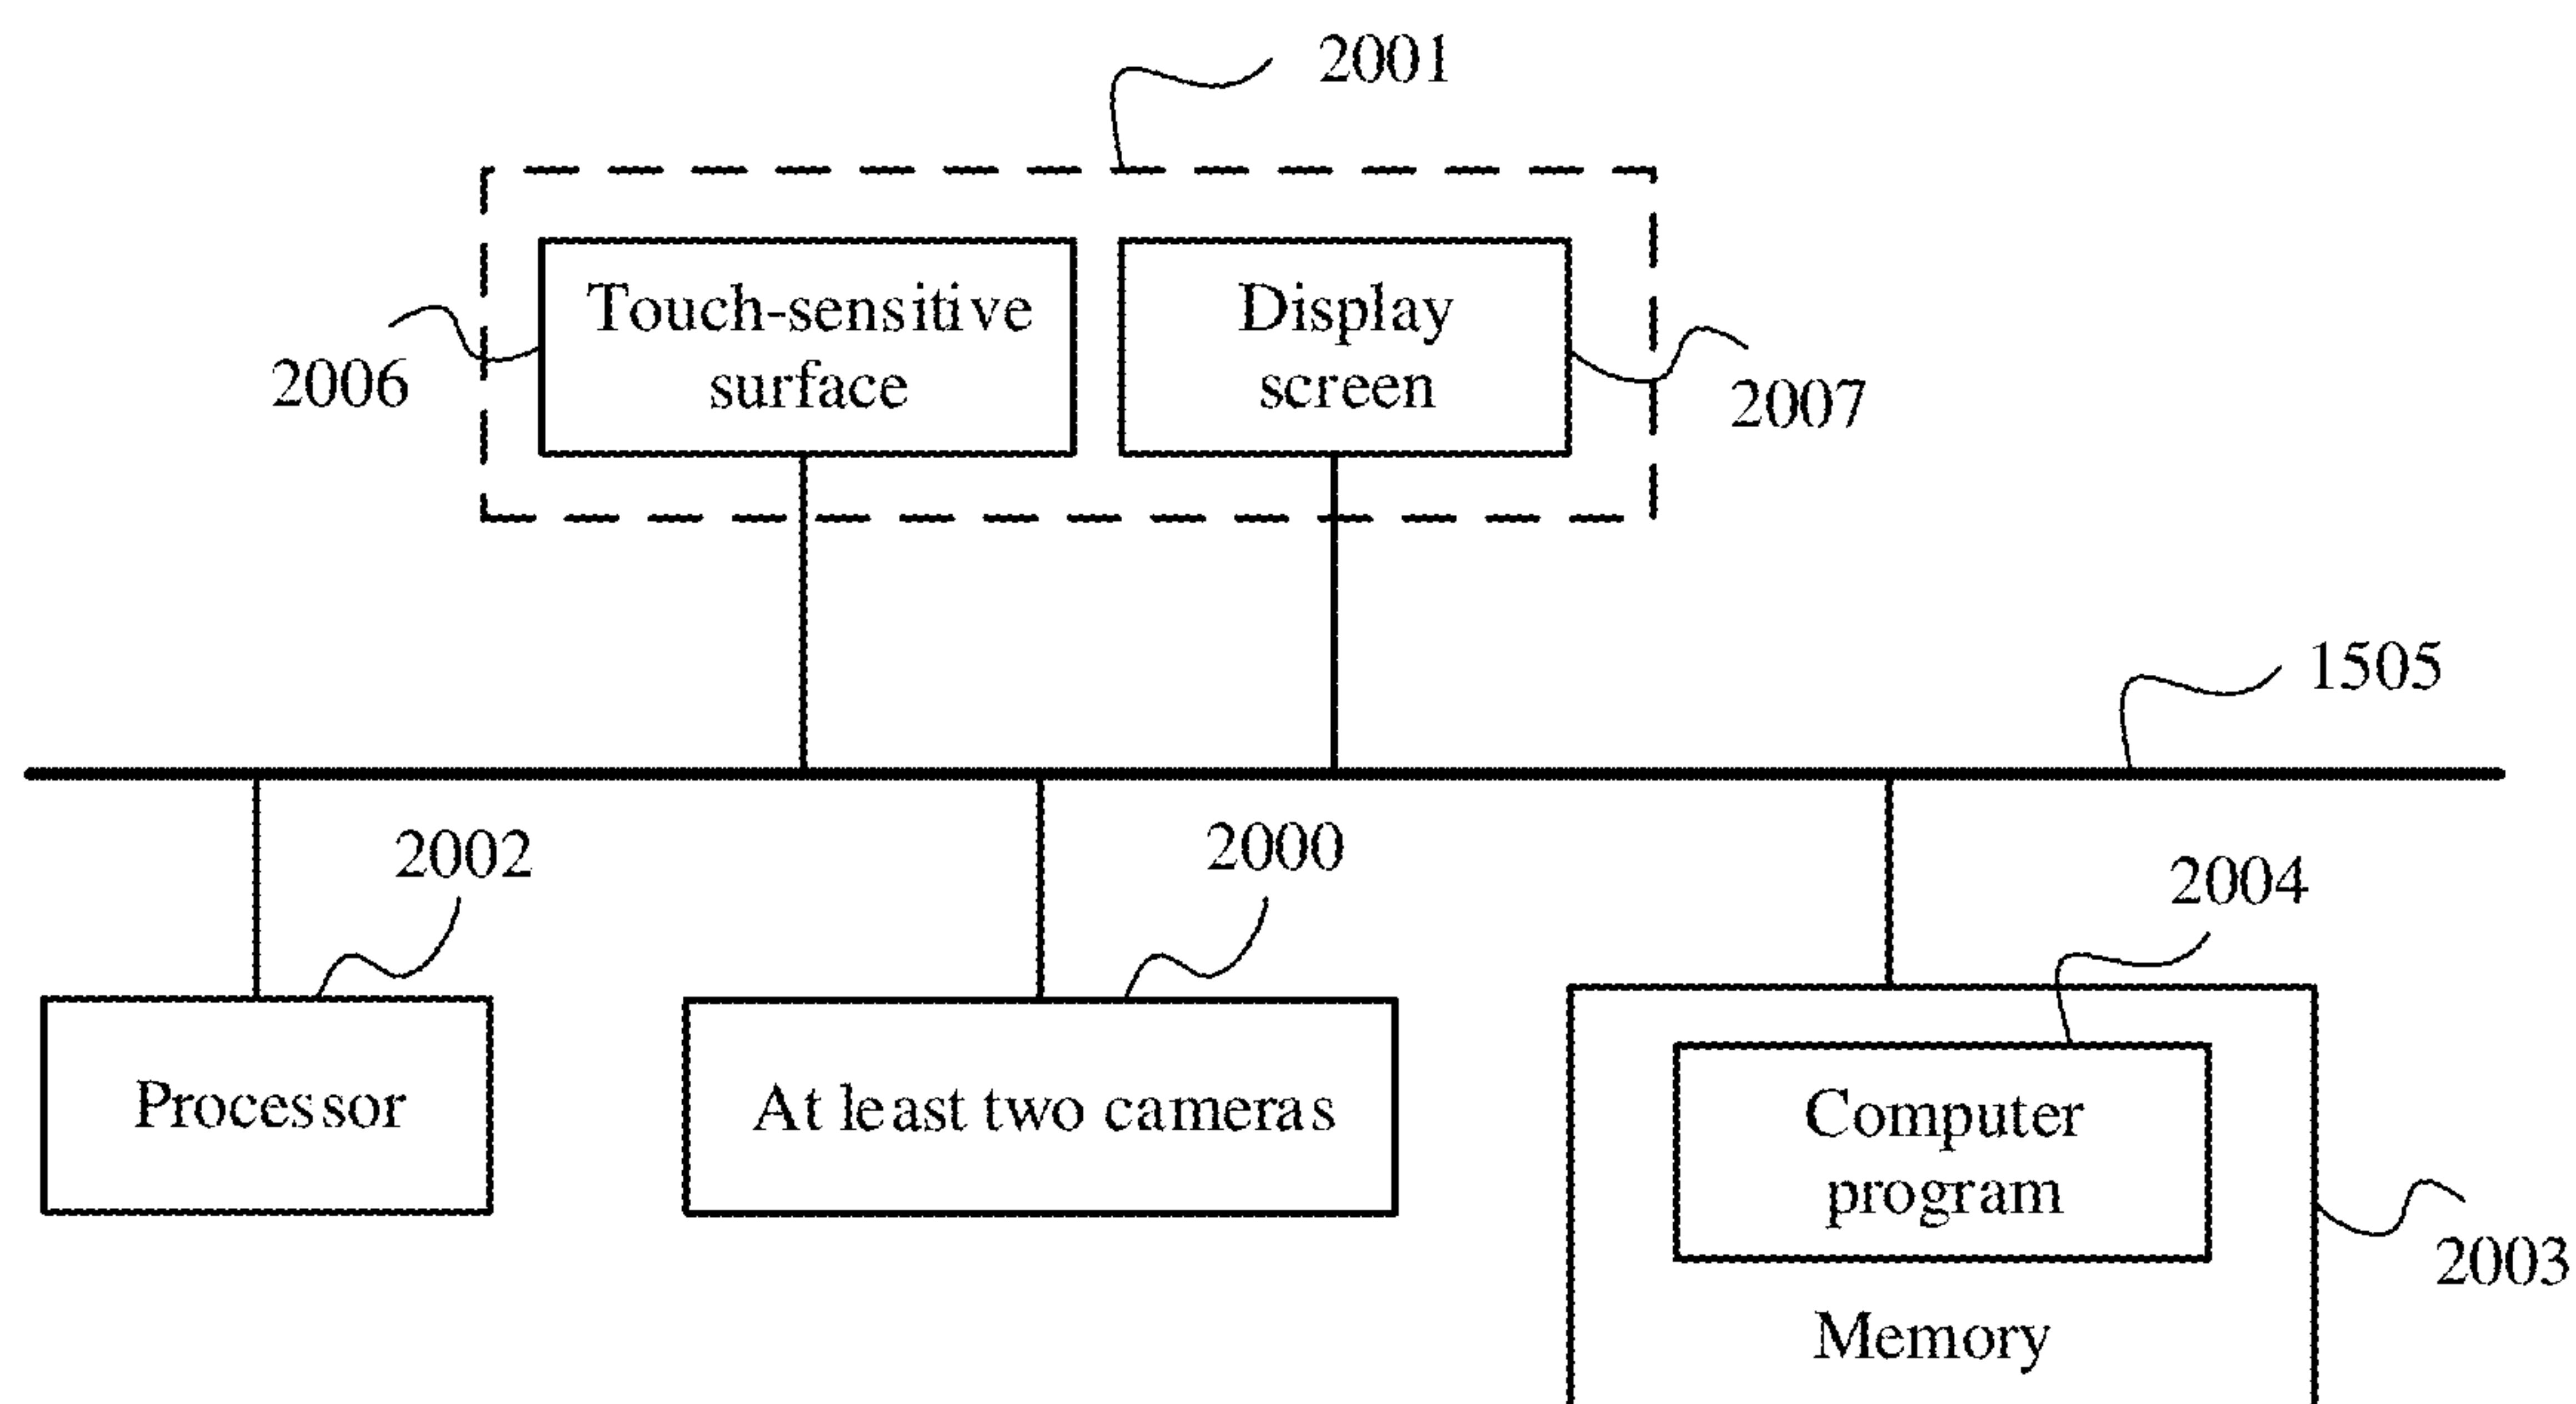 2001
Touch-sensitive
surface
Display
screen
2006
2007
1505
2002
2000
2004
Processor
At least two cameras
Computer
program
2003
Memory